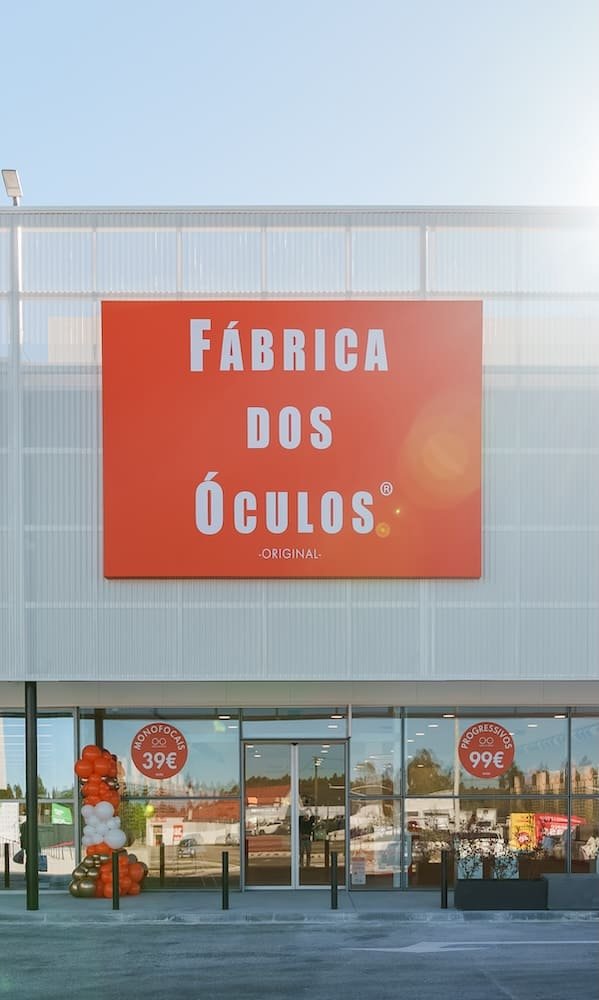 FÁBRICA
DOS
ÓCULOS®
-ORIGINAL-
MONOFOCAIS
39€
PROGRESSIVOS
99€